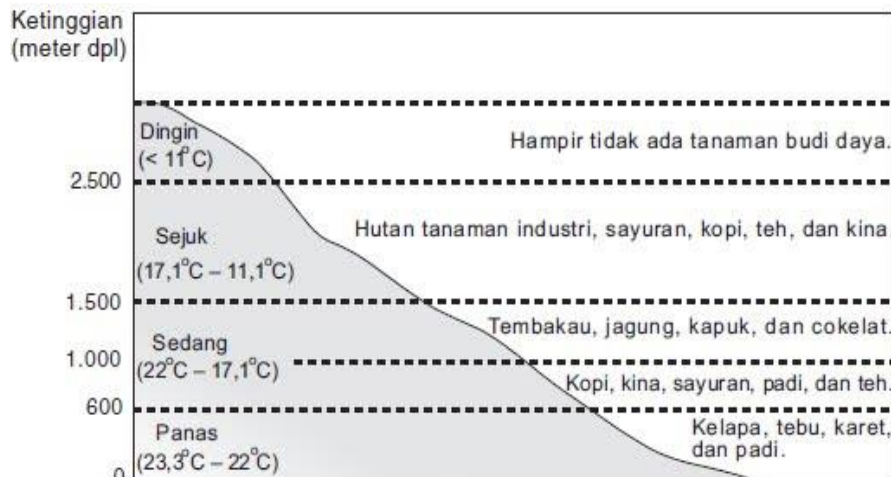 Ketinggian
(meter dpl)
Dingin
(< 11°C)
Hampir tidak ada tanaman budi daya.
2.500
Sejuk
(17,1°C – 11,1°C)
Hutan tanaman industri, sayuran, kopi, teh, dan kina.
1.500
Tembakau, jagung, kapuk, dan cokelat.
Sedang
(22°C – 17,1°C)
1.000
Kopi, kina, sayuran, padi, dan teh.
600
Panas
(23,3°C – 22°C)
Kelapa, tebu, karet,
dan padi.
0